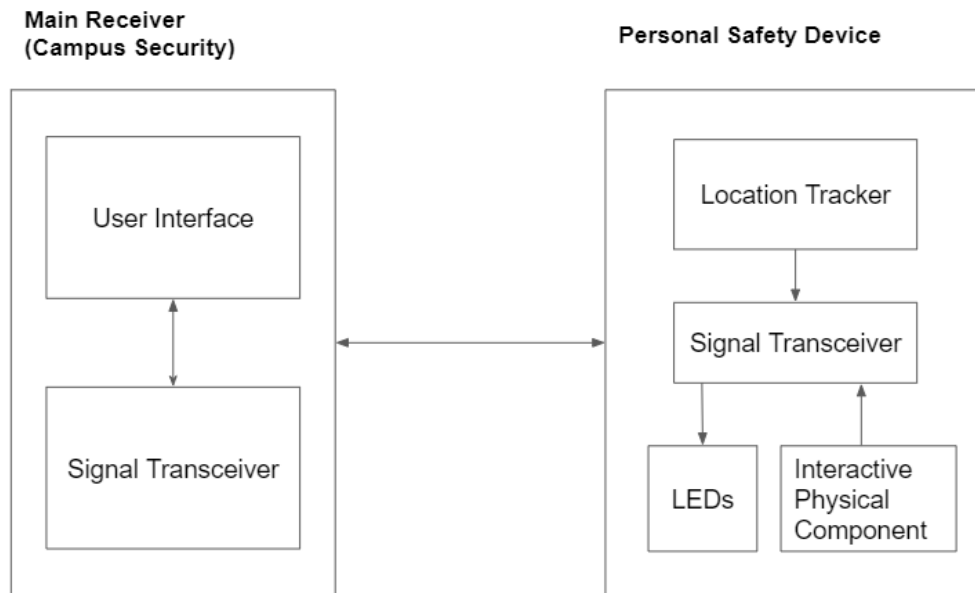 Main Receiver
(Campus Security)
Personal Safety Device
User Interface
Signal Transceiver
Location Tracker
Signal Transceiver
LEDs
Interactive
Physical
Component